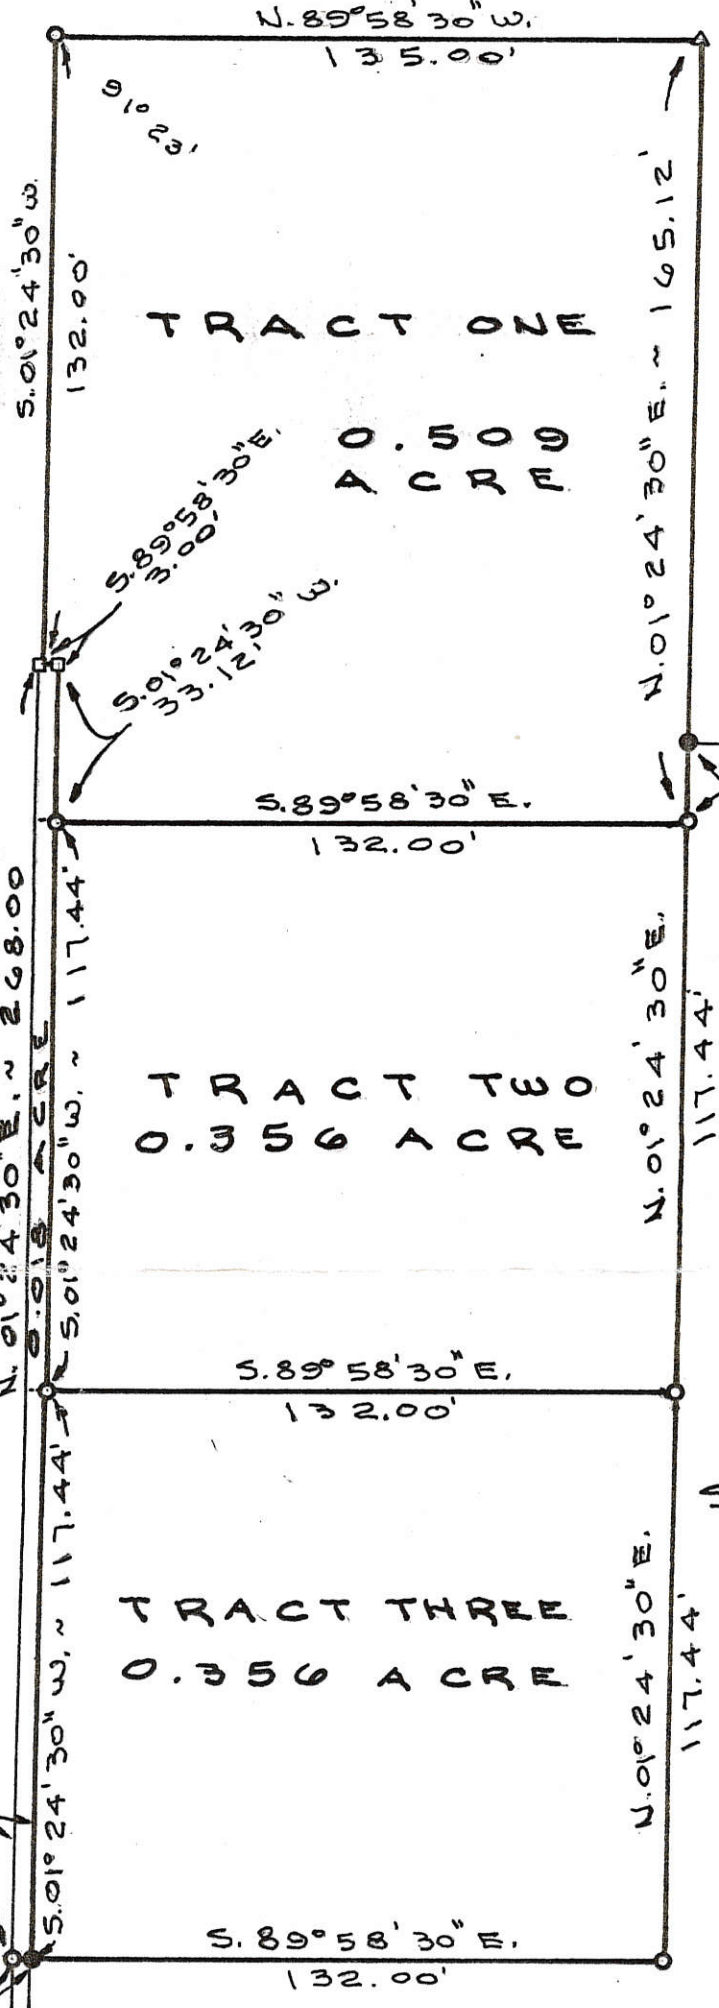 N. 89°58'30" W.
135.00'
91° 23'
S.01°24'30" W.
132.00'
N.01°24'30" E. ~ 165.12'
TRACT ONE
0.509
ACRE
S.89°58'30"E.
3.00'
S.01°24'30" W.
33.12'
S.89°58'30" E.
132.00'
N. 01°24'30" E. ~ 268.00
0.018 ACRE
S.01°24'30" W. ~ 117.44'
N.01°24'30" E.
117.44'
TRACT TWO
0.356 ACRE
S.89°58'30" E.
132.00'
S.01°24'30" W. ~ 117.44'
N.01°24'30" E.
117.44'
TRACT THREE
0.356 ACRE
S.89°58'30" E.
132.00'